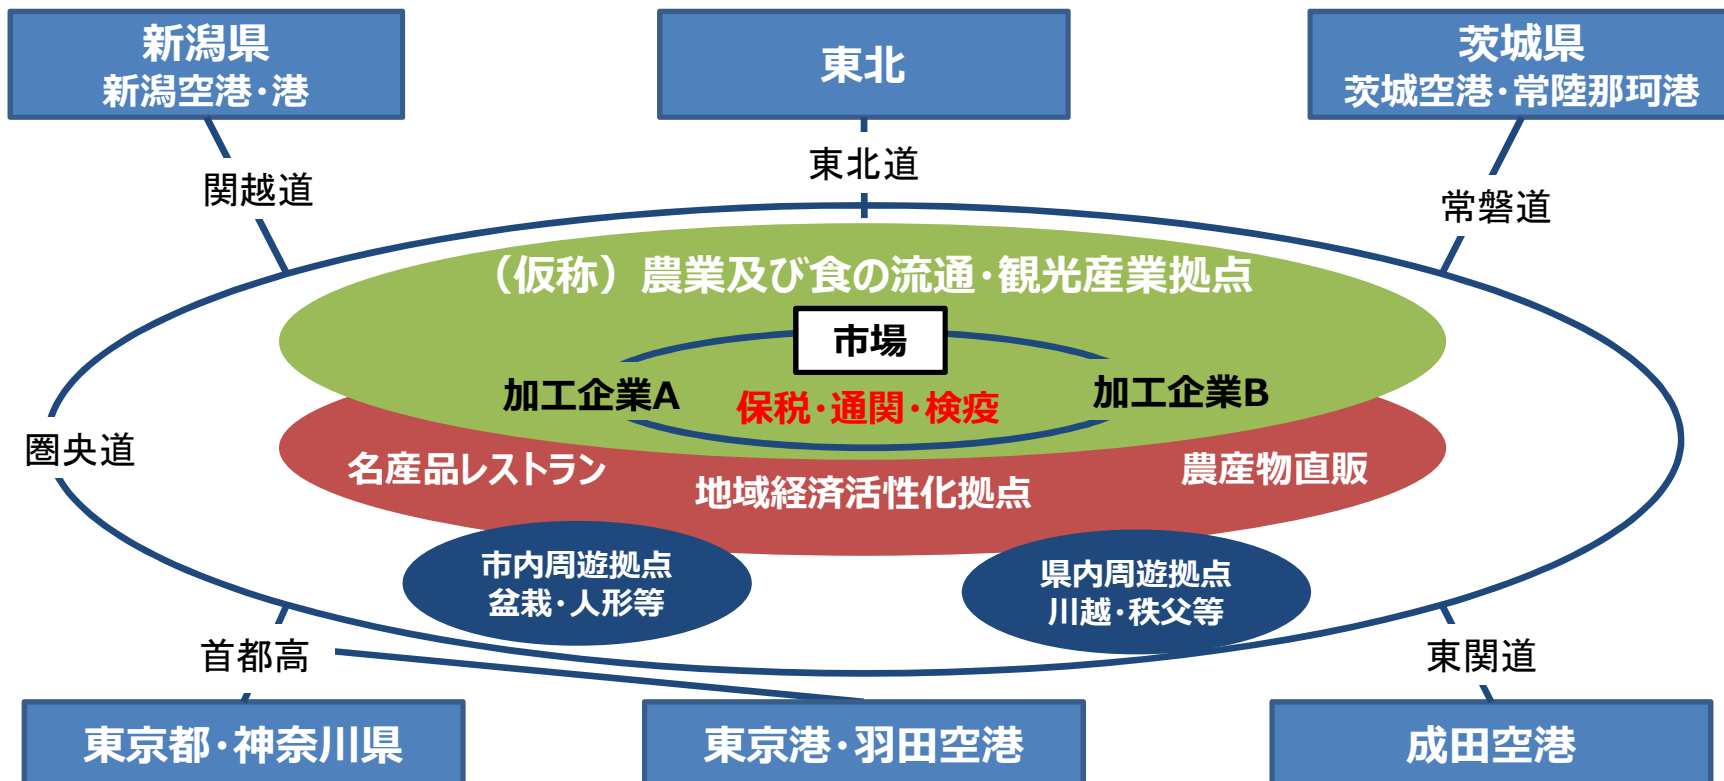 新潟県
新潟空港・港
東北
茨城県
茨城空港・常陸那珂港
関越道
東北道
常磐道
（仮称）農業及び食の流通・観光産業拠点
市場
加工企業A
保税・通関・検疫
加工企業B
圏央道
名産品レストラン
地域経済活性化拠点
農産物直販
市内周遊拠点
盆栽・人形等
県内周遊拠点
川越・秩父等
首都高
東関道
東京都・神奈川県
東京港・羽田空港
成田空港